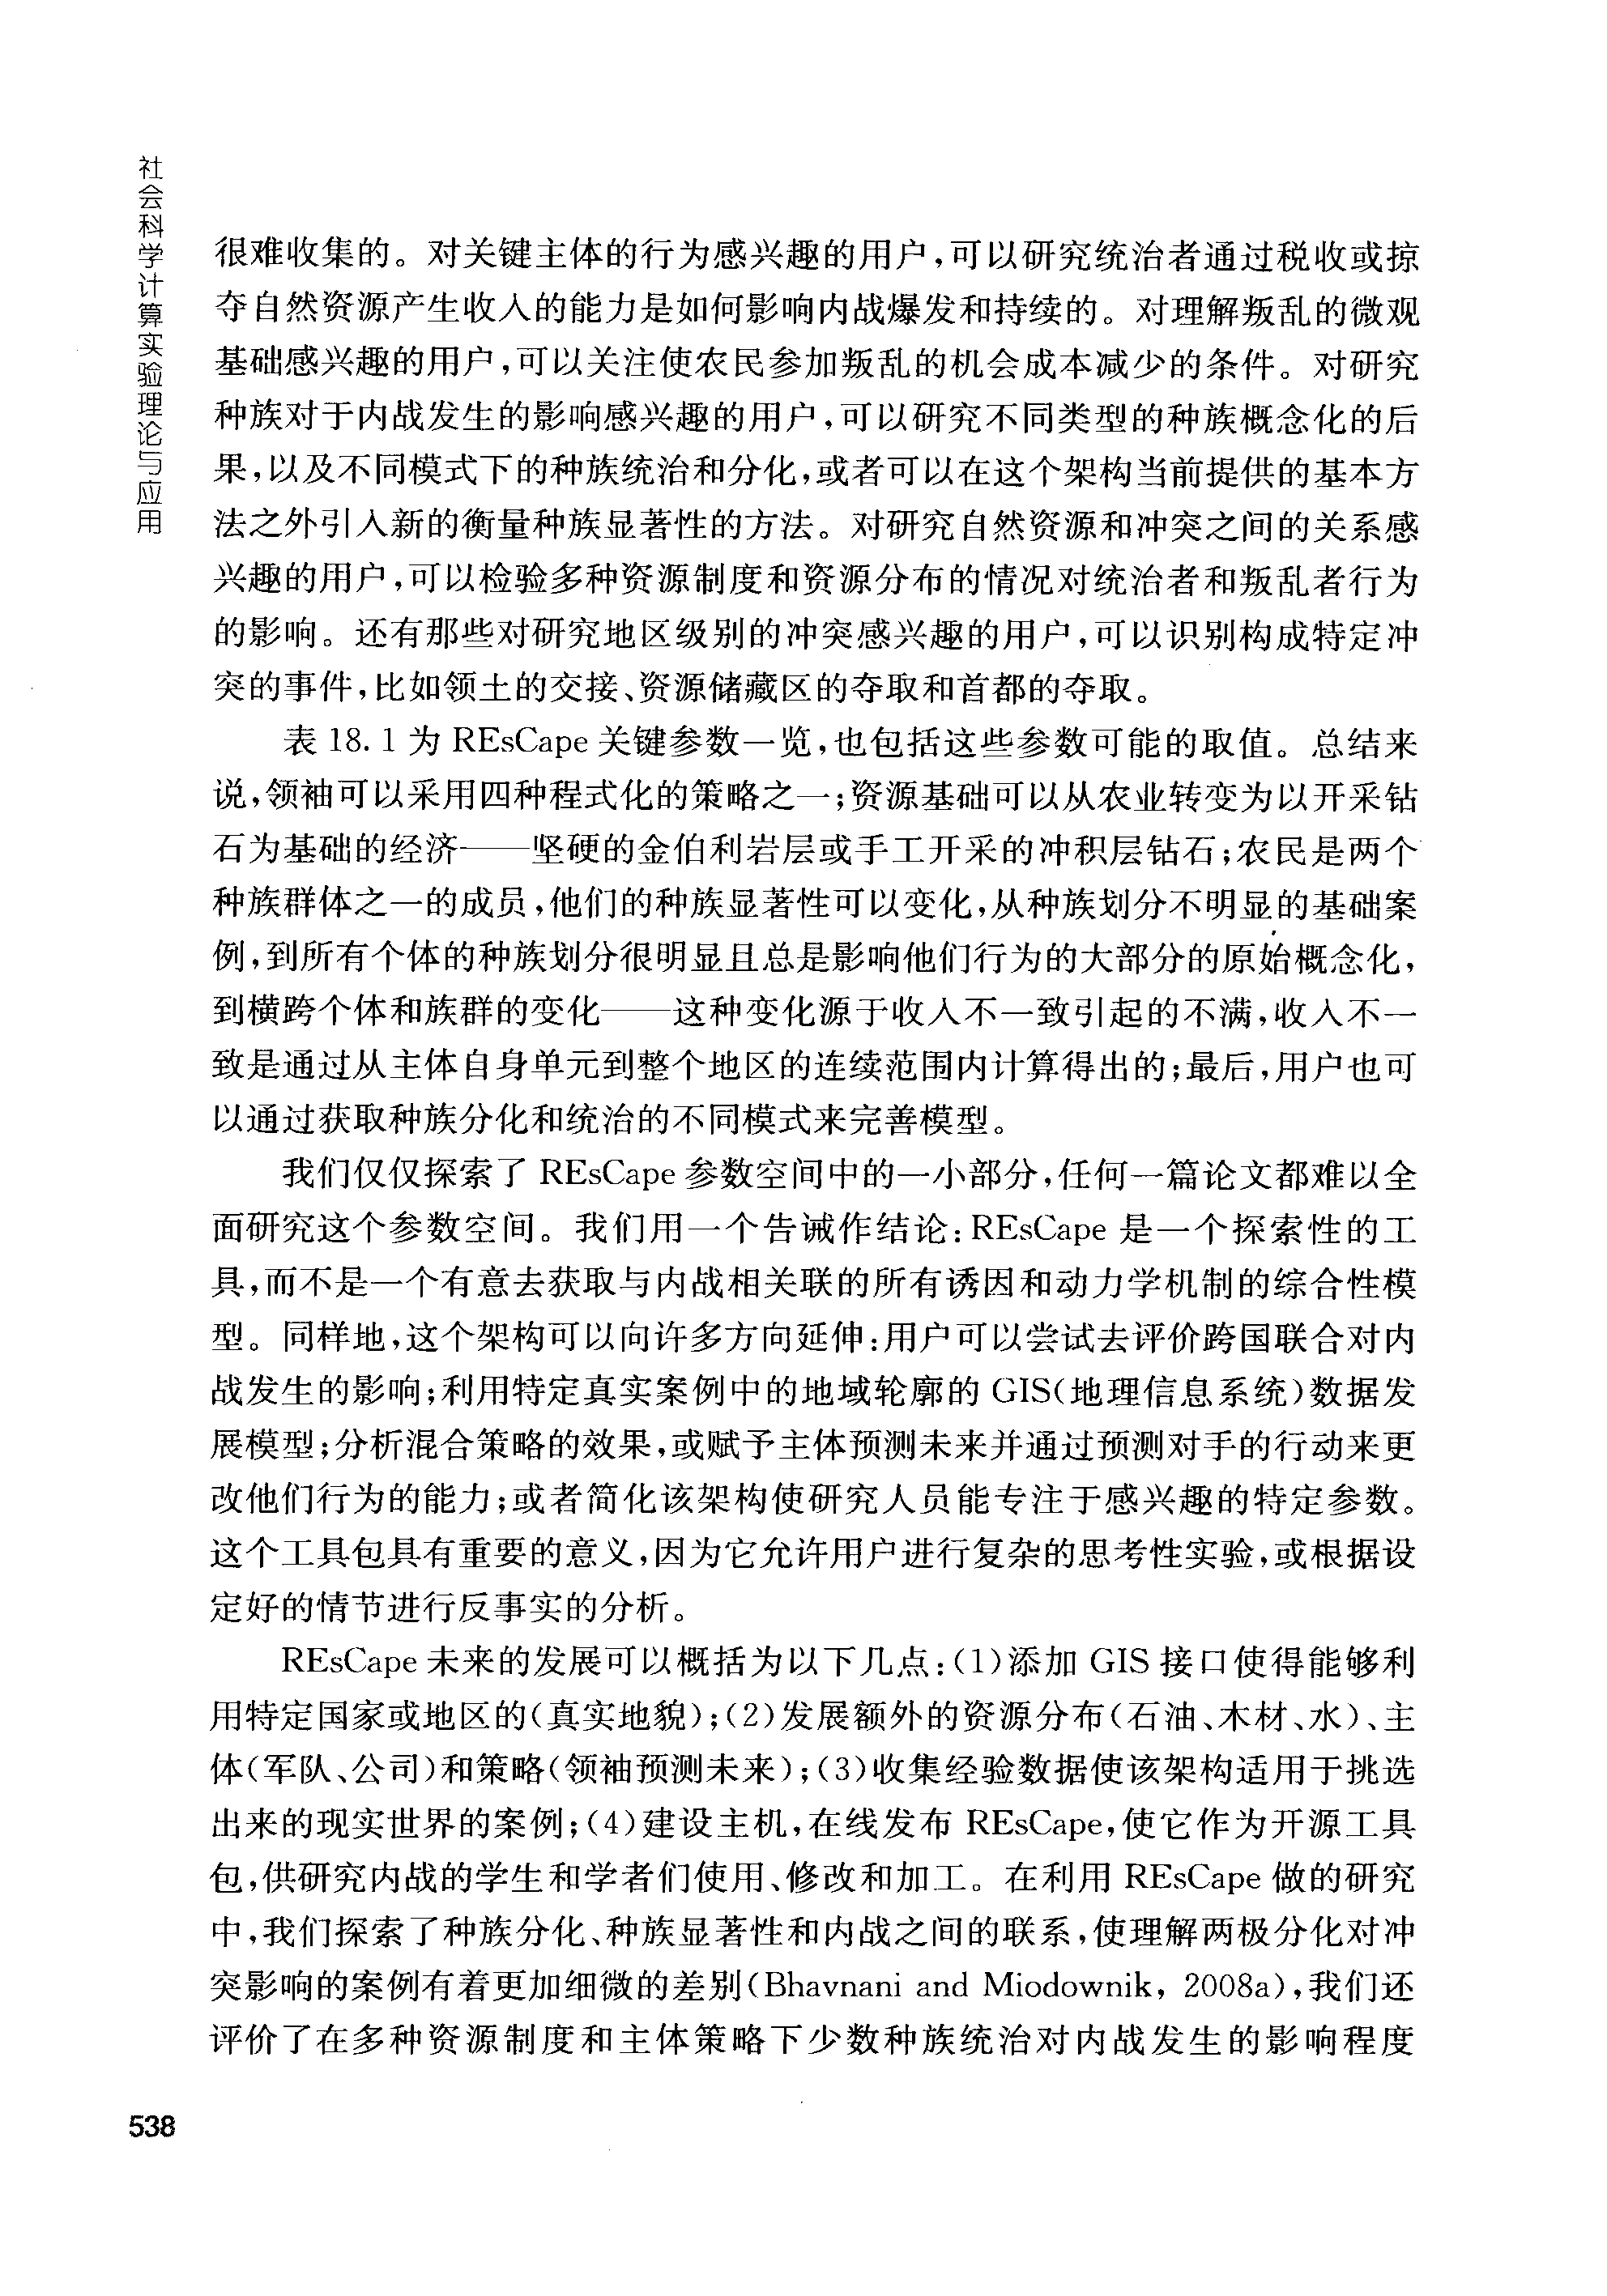 社会科学计算实验理论与应用
很难收集的。对关键主体的行为感兴趣的用户,可以研究统治者通过税收或掠
夺自然资源产生收入的能力是如何影响内战爆发和持续的。对理解叛乱的微观
基础感兴趣的用户,可以关注使农民参加叛乱的机会成本减少的条件。对研究
种族对于内战发生的影响感兴趣的用户,可以研究不同类型的种族概念化的后
果,以及不同模式下的种族统治和分化,或者可以在这个架构当前提供的基本方
法之外引入新的衡量种族显著性的方法。对研究自然资源和冲突之间的关系感
兴趣的用户,可以检验多种资源制度和资源分布的情况对统治者和叛乱者行为
的影响。还有那些对研究地区级别的冲突感兴趣的用户,可以识别构成特定冲
突的事件,比如领土的交接、资源储藏区的夺取和首都的夺取。
表 18.1 为 REsCape 关键参数一览,也包括这些参数可能的取值。总结来
说,领袖可以采用四种程式化的策略之一;资源基础可以从农业转变为以开采钻
石为基础的经济——坚硬的金伯利岩层或手工开采的冲积层钻石;农民是两个
种族群体之一的成员,他们的种族显著性可以变化,从种族划分不明显的基础案
例,到所有个体的种族划分很明显且总是影响他们行为的大部分的原始概念化,
到横跨个体和族群的变化——这种变化源于收入不一致引起的不满,收入不一
致是通过从主体自身单元到整个地区的连续范围内计算得出的;最后,用户也可
以通过获取种族分化和统治的不同模式来完善模型。
我们仅仅探索了 REsCape 参数空间中的一小部分,任何一篇论文都难以全
面研究这个参数空间。我们用一个告诫作结论:REsCape 是一个探索性的工
具,而不是一个有意去获取与内战相关联的所有诱因和动力学机制的综合性模
型。同样地,这个架构可以向许多方向延伸:用户可以尝试去评价跨国联合对内
战发生的影响;利用特定真实案例中的地域轮廓的 GIS(地理信息系统)数据发
展模型;分析混合策略的效果,或赋予主体预测未来并通过预测对手的行动来更
改他们行为的能力;或者简化该架构使研究人员能专注于感兴趣的特定参数。
这个工具包具有重要的意义,因为它允许用户进行复杂的思考性实验,或根据设
定好的情节进行反事实的分析。
REsCape 未来的发展可以概括为以下几点:(1)添加 GIS 接口使得能够利
用特定国家或地区的(真实地貌);(2)发展额外的资源分布(石油、木材、水)、主
体(军队、公司)和策略(领袖预测未来);(3)收集经验数据使该架构适用于挑选
出来的现实世界的案例;(4)建设主机,在线发布 REsCape,使它作为开源工具
包,供研究内战的学生和学者们使用、修改和加工。在利用 REsCape 做的研究
中,我们探索了种族分化、种族显著性和内战之间的联系,使理解两极分化对冲
突影响的案例有着更加细微的差别(Bhavnani and Miodownik, 2008a),我们还
评价了在多种资源制度和主体策略下少数种族统治对内战发生的影响程度
538